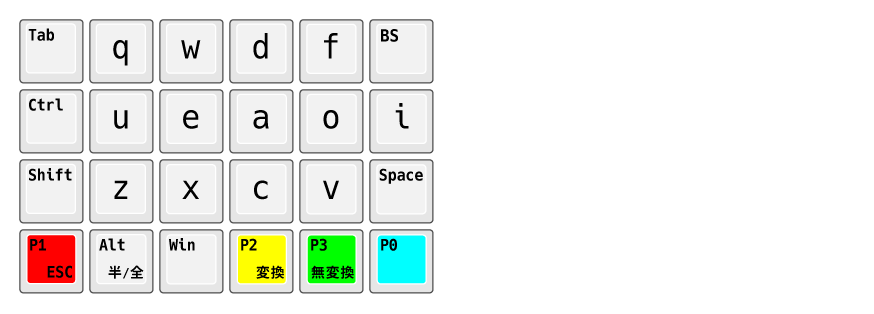 Tab q w d f BS
Ctrl u e a o i
Shift z x c v Space
P1 Alt Win P2 P3 P0
ESC 半/全 変換 無変換